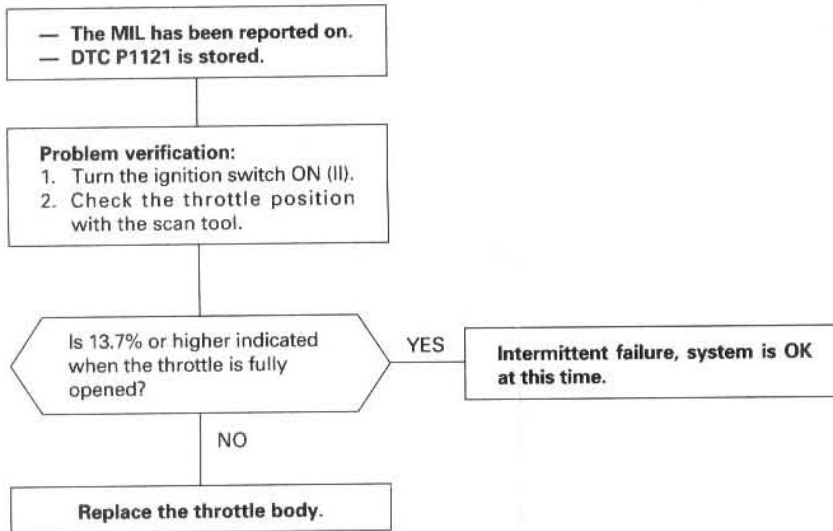 — The MIL has been reported on.
— DTC P1121 is stored.
Problem verification:
1. Turn the ignition switch ON (II).
2. Check the throttle position
with the scan tool.
Is 13.7% or higher indicated
when the throttle is fully
opened?
YES
Intermittent failure, system is OK
at this time.
NO
Replace the throttle body.